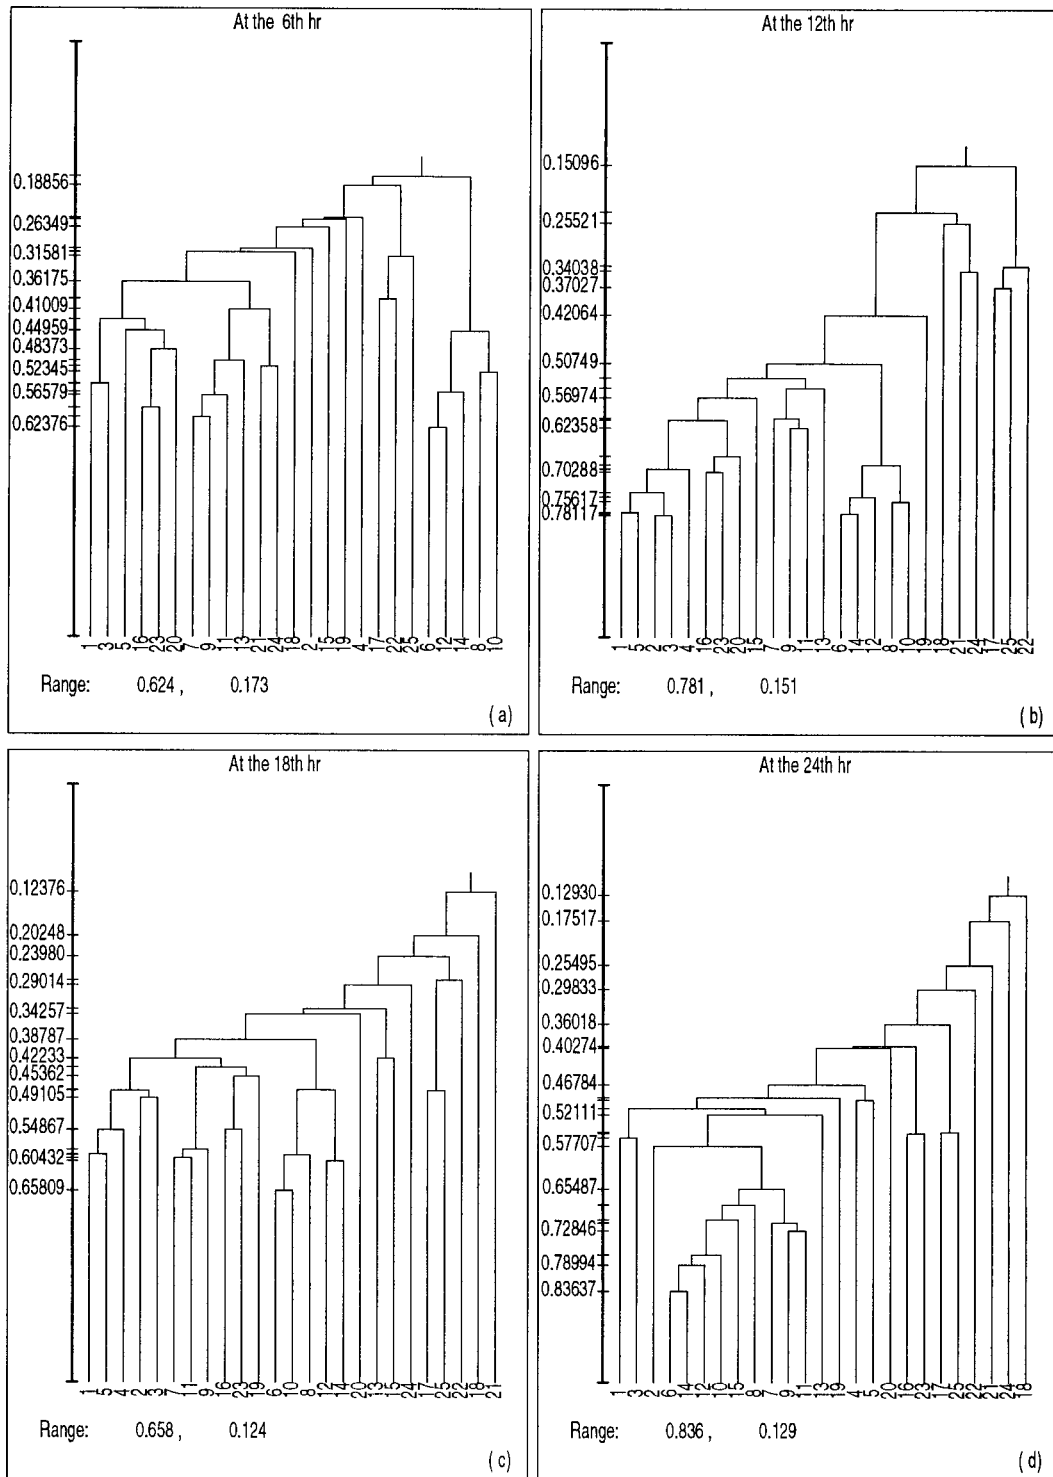 At the 6th hr
0.18856
0.26349
0.31581
0.36175
0.41009
0.44959
0.48373
0.52345
0.56579
0.62376
1 3 5 16 23 20 7 9 11 13 21 24 18 2 15 19 4 17 22 25 6 12 14 8 10
Range: 0.624 , 0.173
( a )
At the 12th hr
0.15096
0.25521
0.34038
0.37027
0.42064
0.50749
0.56974
0.62358
0.70288
0.75617
0.78117
1 5 2 3 4 16 23 20 15 7 9 11 13 6 14 12 8 10 19 18 21 24 17 25 22
Range: 0.781 , 0.151
( b )
At the 18th hr
0.12376
0.20248
0.23980
0.29014
0.34257
0.38787
0.42233
0.45362
0.49105
0.54867
0.60432
0.65809
1 5 4 2 3 7 11 9 16 23 19 6 10 8 12 14 20 13 15 24 17 25 22 18 21
Range: 0.658 , 0.124
( c )
At the 24th hr
0.12930
0.17517
0.25495
0.29833
0.36018
0.40274
0.46784
0.52111
0.57707
0.65487
0.72846
0.78994
0.83637
1 3 2 6 14 12 10 15 8 7 9 11 13 19 4 5 20 16 23 17 25 22 21 24 18
Range: 0.836 , 0.129
( d )